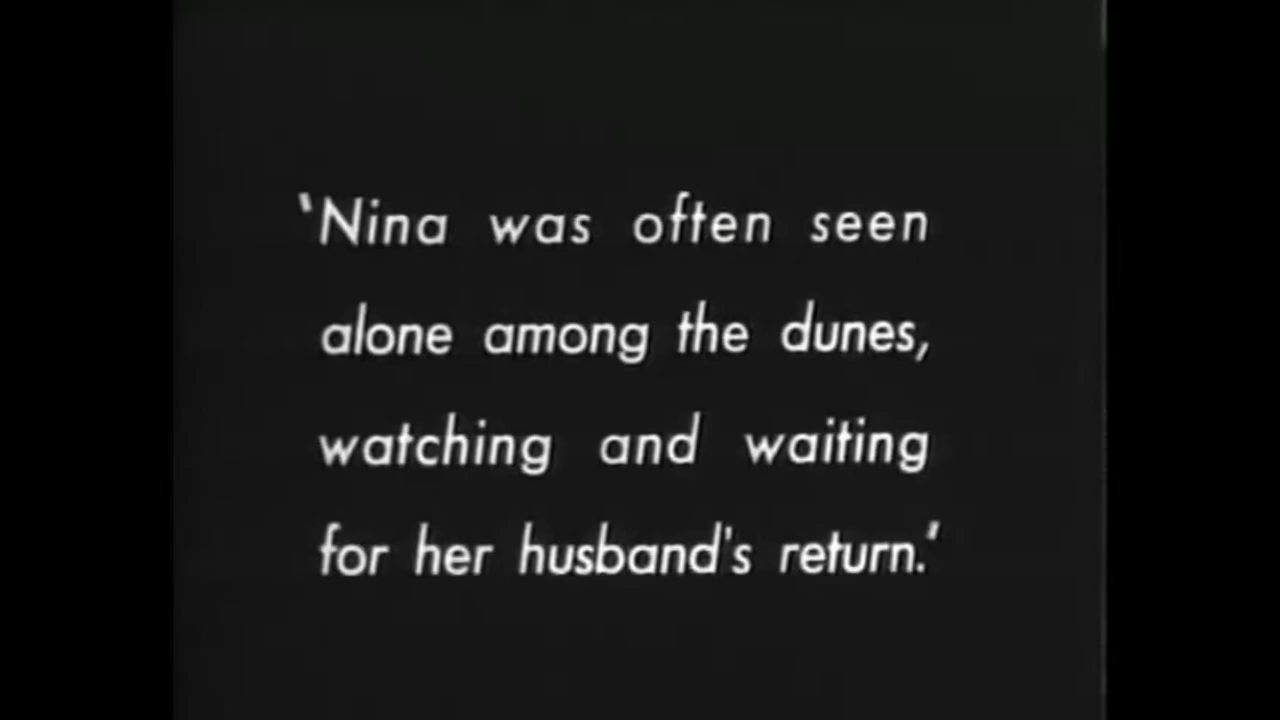 ‘Nina was often seen
alone among the dunes,
watching and waiting
for her husband's return.’